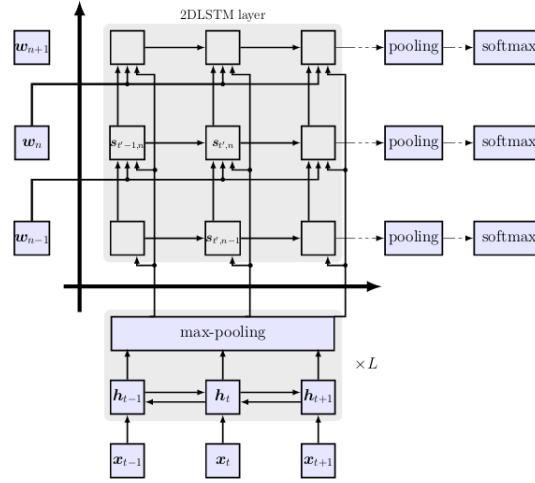 2DLSTM layer
w_{n+1}
pooling
softmax
w_n
s_{t'-1,n}
s_{t',n}
pooling
softmax
w_{n-1}
s_{t',n-1}
pooling
softmax
max-pooling
×L
h_{t-1}
h_t
h_{t+1}
x_{t-1}
x_t
x_{t+1}